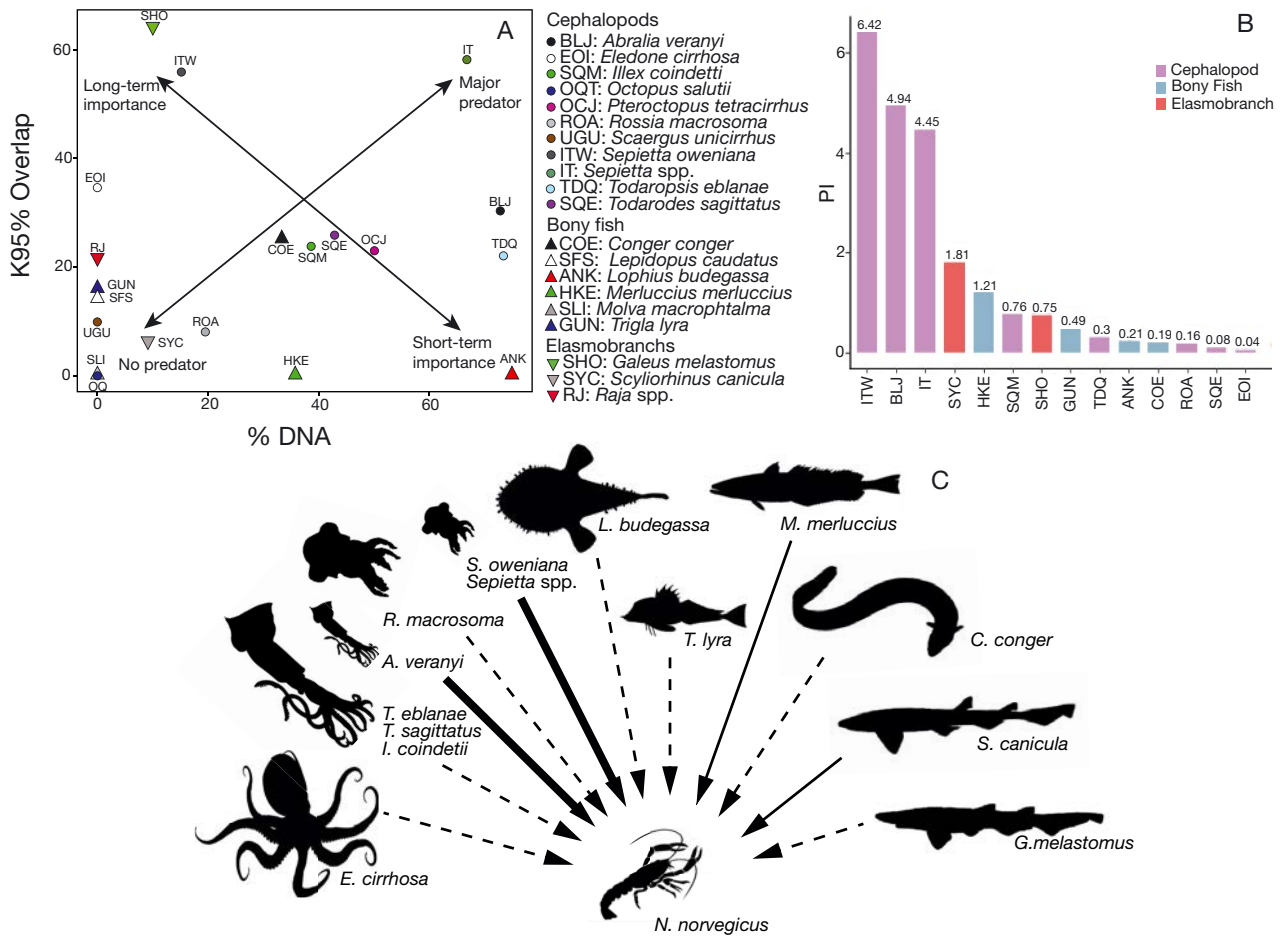 A
K95% Overlap
60
40
20
0
0
20
40
60
% DNA
SHO
ITW
IT
Long-term
importance
Major
predator
EOI
BLJ
RJ
COE
SQM
SQE
OCJ
TDQ
GUN
SFS
UGU
ROA
SYC
No predator
Short-term
importance
SLI
OQ
HKE
ANK
Cephalopods
BLJ: Abralia veranyi
EOI: Eledone cirrhosa
SQM: Illex coindetti
OQT: Octopus salutii
OCJ: Pteroctopus tetracirrhus
ROA: Rossia macrosoma
UGU: Scaergus unicirrhus
ITW: Sepietta oweniana
IT: Sepietta spp.
TDQ: Todaropsis eblanae
SQE: Todarodes sagittatus
Bony fish
COE: Conger conger
SFS: Lepidopus caudatus
ANK: Lophius budegassa
HKE: Merluccius merluccius
SLI: Molva macrophtalma
GUN: Trigla lyra
Elasmobranchs
SHO: Galeus melastomus
SYC: Scyliorhinus canicula
RJ: Raja spp.
B
PI
6
4
2
0
6.42
4.94
4.45
1.81
1.21
0.76
0.75
0.49
0.3
0.21
0.19
0.16
0.08
0.04
Cephalopod
Bony Fish
Elasmobranch
ITW
BLJ
IT
SYC
HKE
SQM
SHO
GUN
TDQ
ANK
COE
ROA
SQE
EOI
C
L. budegassa
M. merluccius
S. oweniana
Sepietta spp.
R. macrosoma
T. lyra
C. conger
A. veranyi
T. eblanae
T. sagittatus
I. coindetii
S. canicula
G.melastomus
E. cirrhosa
N. norvegicus